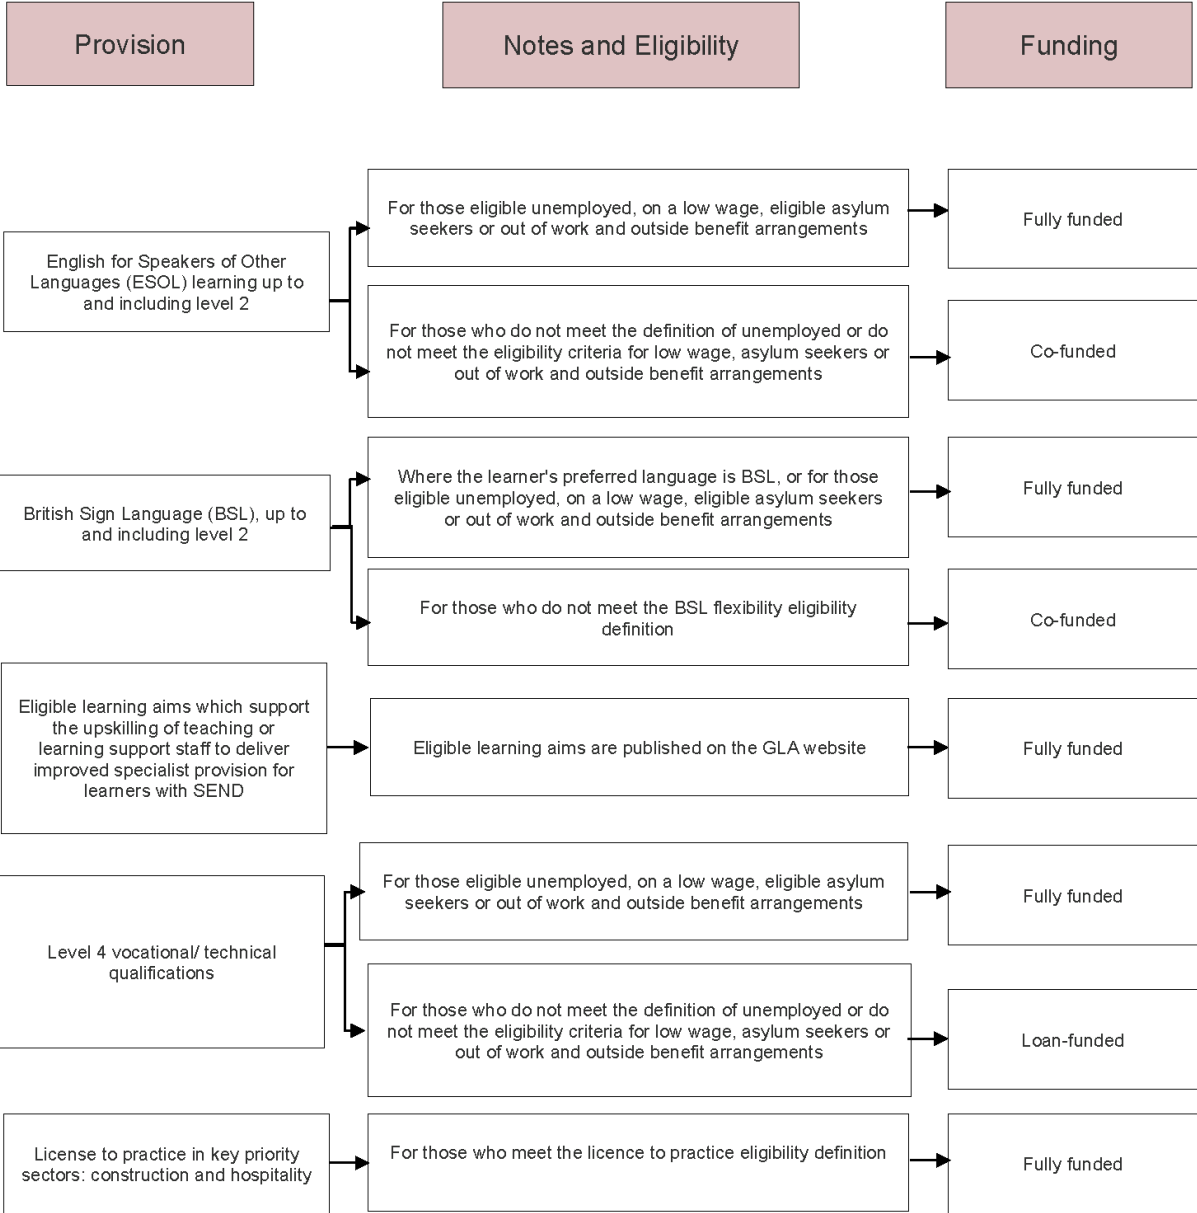 Provision
Notes and Eligibility
Funding
English for Speakers of Other
Languages (ESOL) learning up to
and including level 2
For those eligible unemployed, on a low wage, eligible asylum
seekers or out of work and outside benefit arrangements
Fully funded
For those who do not meet the definition of unemployed or do
not meet the eligibility criteria for low wage, asylum seekers or
out of work and outside benefit arrangements
Co-funded
British Sign Language (BSL), up to
and including level 2
Where the learner's preferred language is BSL, or for those
eligible unemployed, on a low wage, eligible asylum seekers
or out of work and outside benefit arrangements
Fully funded
For those who do not meet the BSL flexibility eligibility
definition
Co-funded
Eligible learning aims which support
the upskilling of teaching or
learning support staff to deliver
improved specialist provision for
learners with SEND
Eligible learning aims are published on the GLA website
Fully funded
Level 4 vocational/ technical
qualifications
For those eligible unemployed, on a low wage, eligible asylum
seekers or out of work and outside benefit arrangements
Fully funded
For those who do not meet the definition of unemployed or do
not meet the eligibility criteria for low wage, asylum seekers or
out of work and outside benefit arrangements
Loan-funded
License to practice in key priority
sectors: construction and hospitality
For those who meet the licence to practice eligibility definition
Fully funded